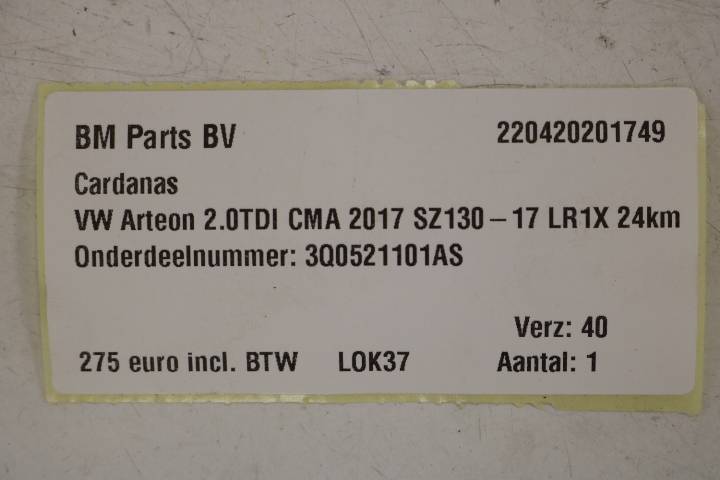 BM Parts BV 220420201749
Cardanas
VW Arteon 2.0TDI CMA 2017 SZ130 – 17 LR1X 24km
Onderdeelnummer: 3Q0521101AS
Verz: 40
275 euro incl. BTW LOK37 Aantal: 1